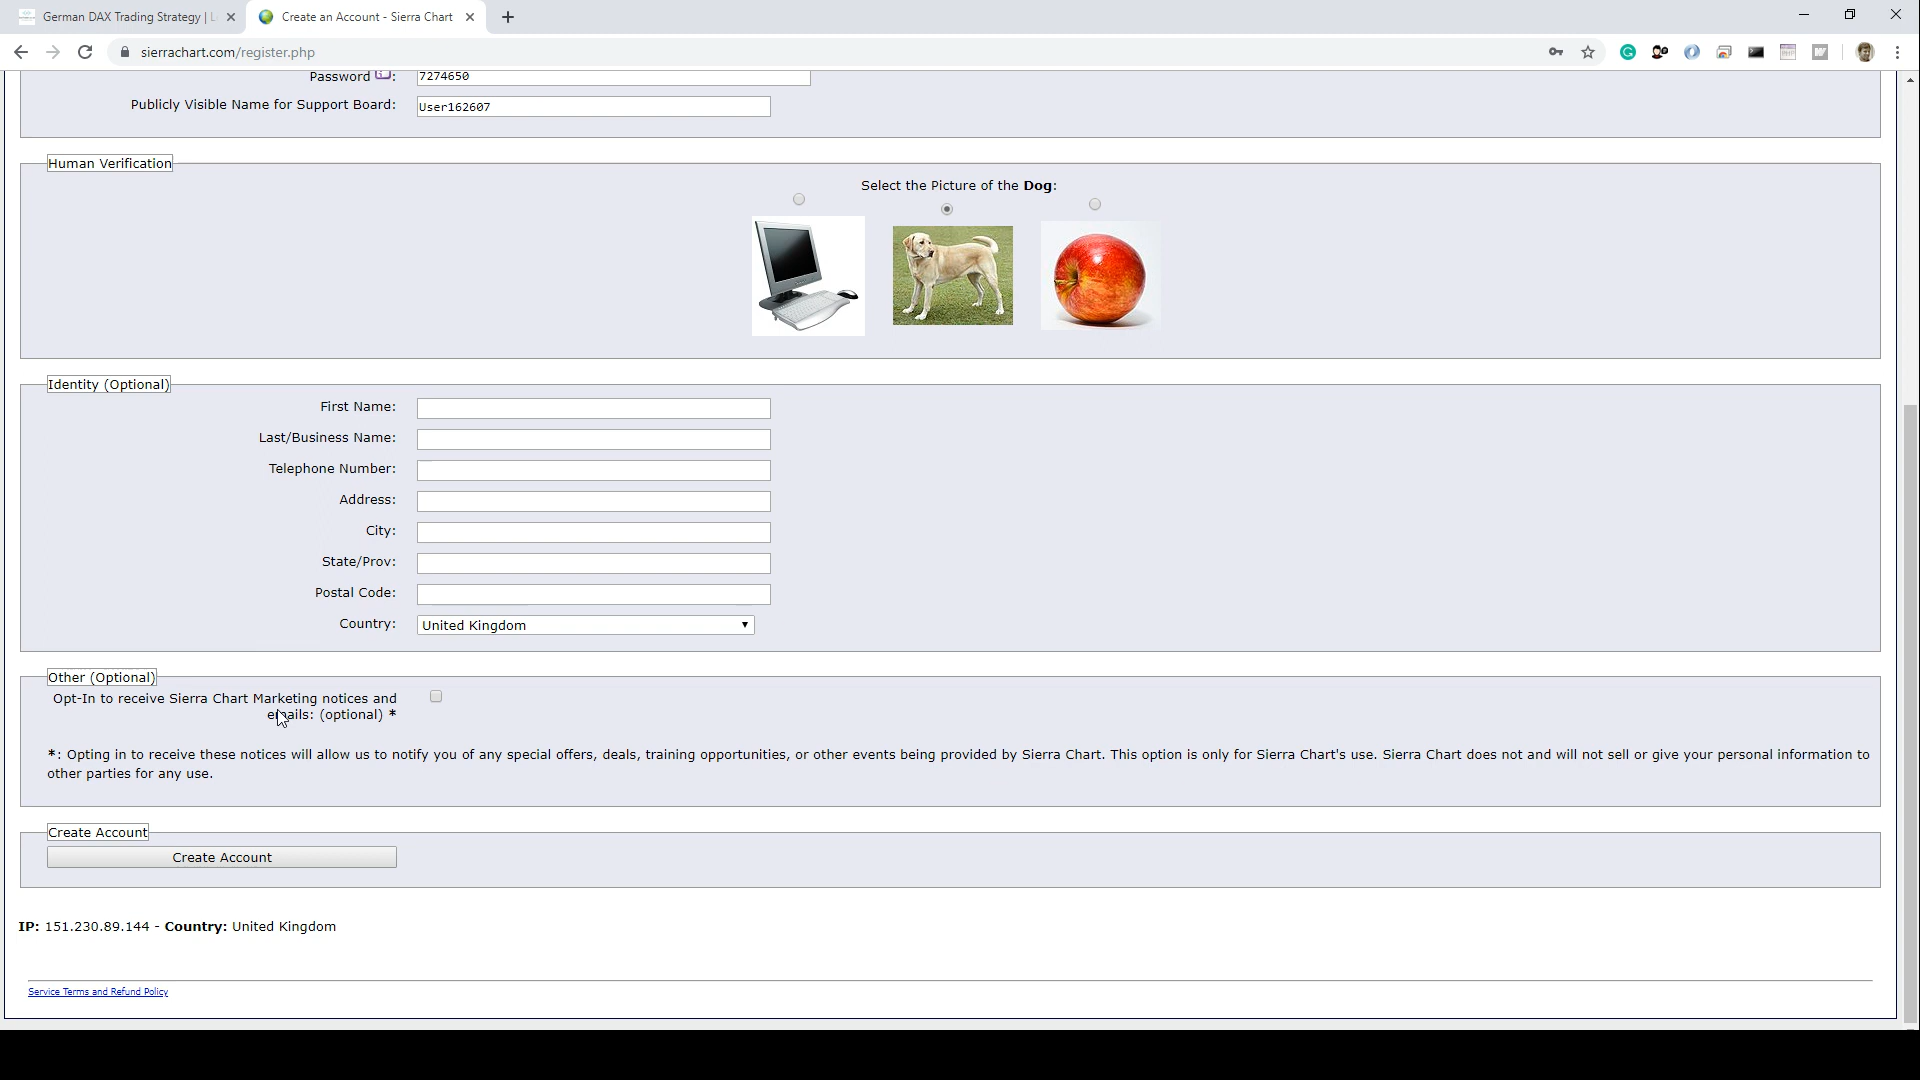 German DAX Trading Strategy |
Create an Account - Sierra Chart
sierrachart.com/register.php
Password :
7274650
Publicly Visible Name for Support Board:
User162607
Human Verification
Select the Picture of the Dog:
Identity (Optional)
First Name:
Last/Business Name:
Telephone Number:
Address:
City:
State/Prov:
Postal Code:
Country:
United Kingdom
Other (Optional)
Opt-In to receive Sierra Chart Marketing notices and
emails: (optional) *
*: Opting in to receive these notices will allow us to notify you of any special offers, deals, training opportunities, or other events being provided by Sierra Chart. This option is only for Sierra Chart's use. Sierra Chart does not and will not sell or give your personal information to
other parties for any use.
Create Account
Create Account
IP: 151.230.89.144 - Country: United Kingdom
Service Terms and Refund Policy